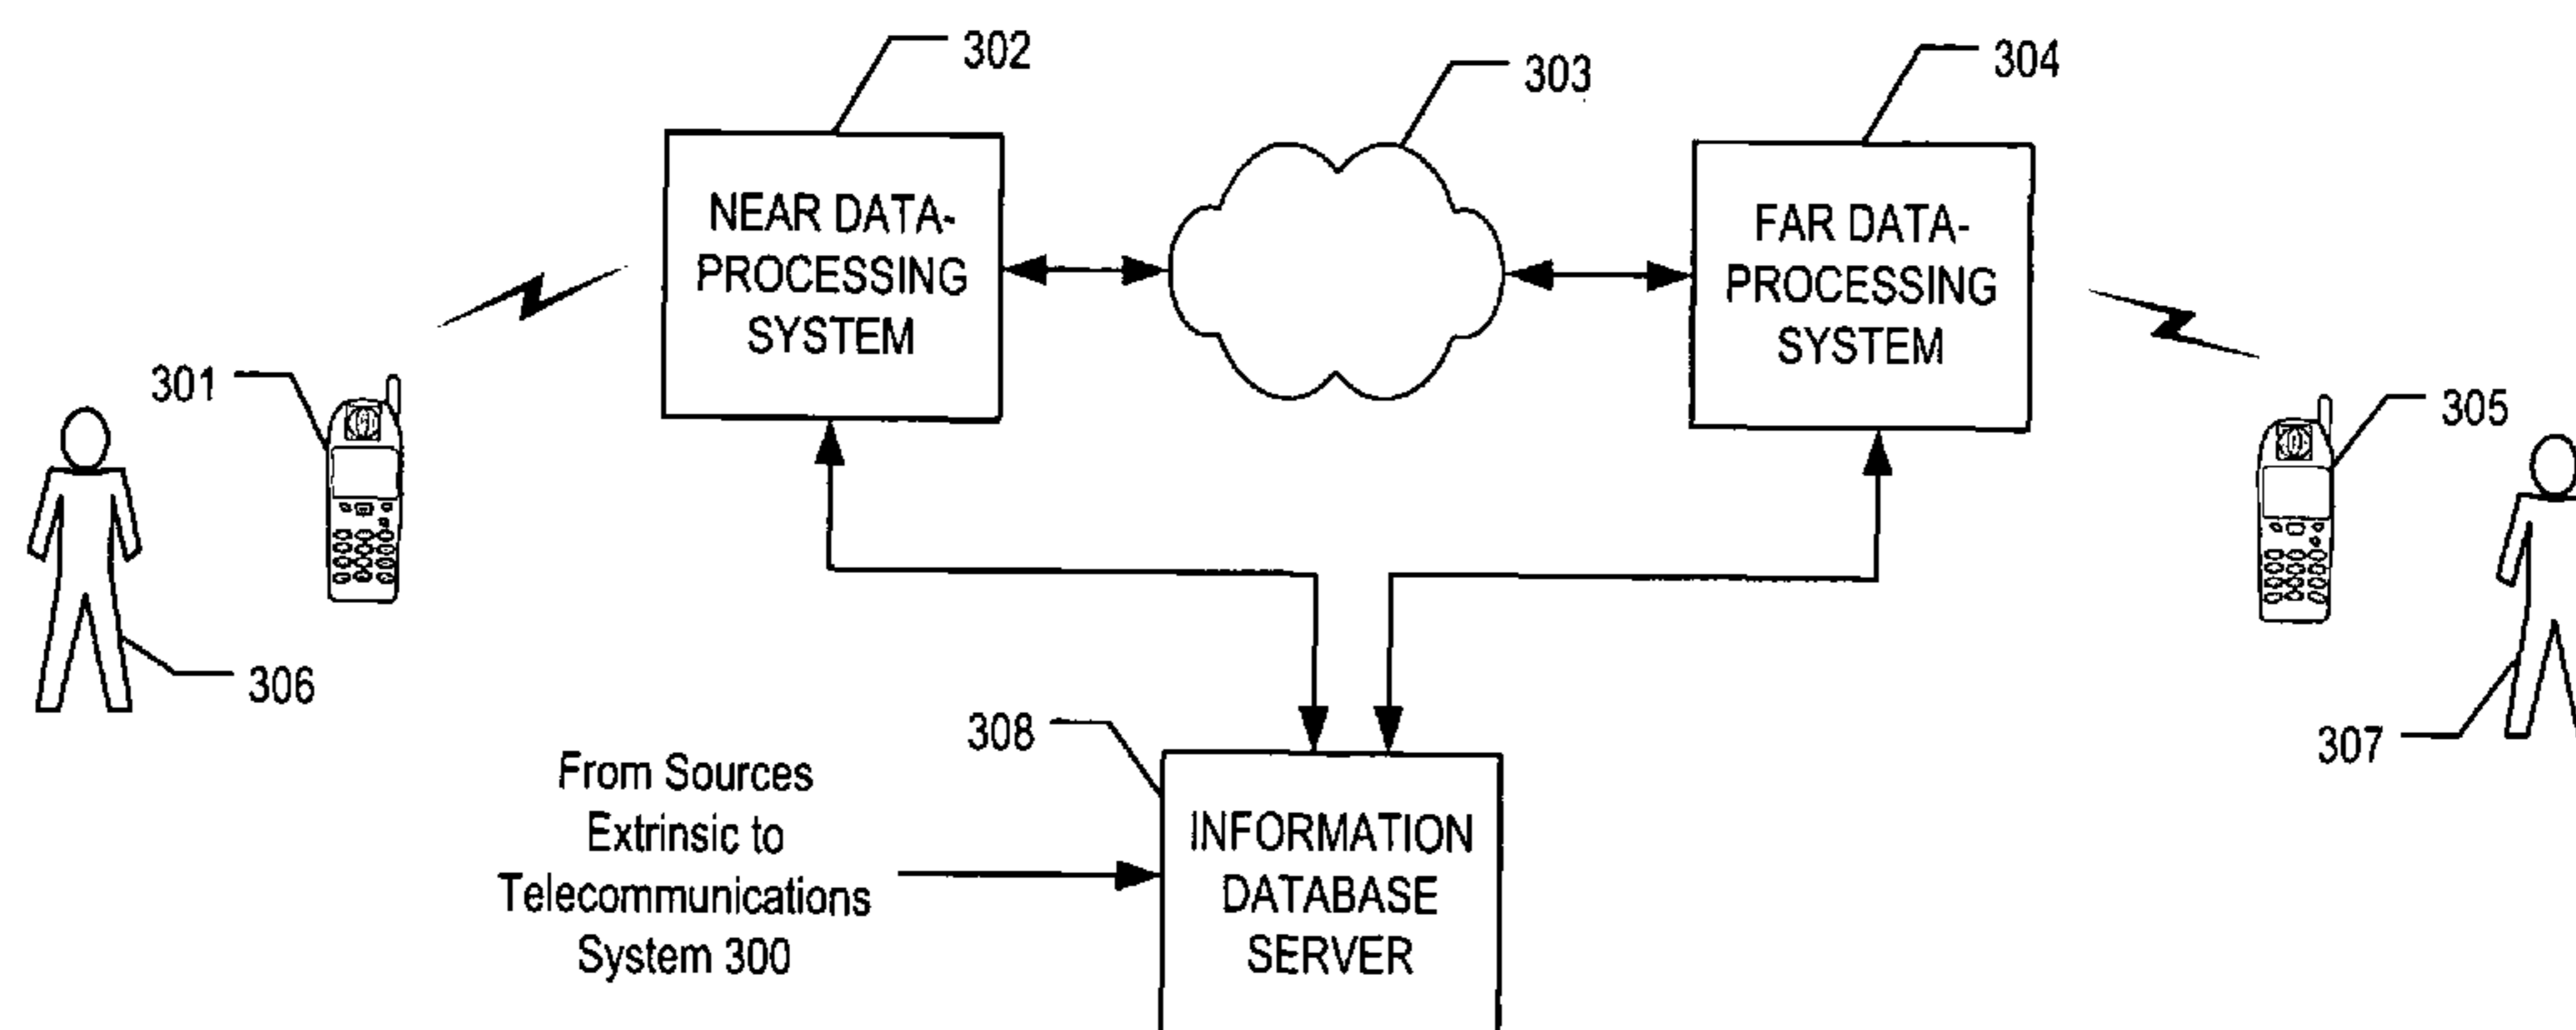 302
303
304
NEAR DATA-
PROCESSING
SYSTEM
FAR DATA-
PROCESSING
SYSTEM
301
305
306
307
308
From Sources
Extrinsic to
Telecommunications
System 300
INFORMATION
DATABASE
SERVER